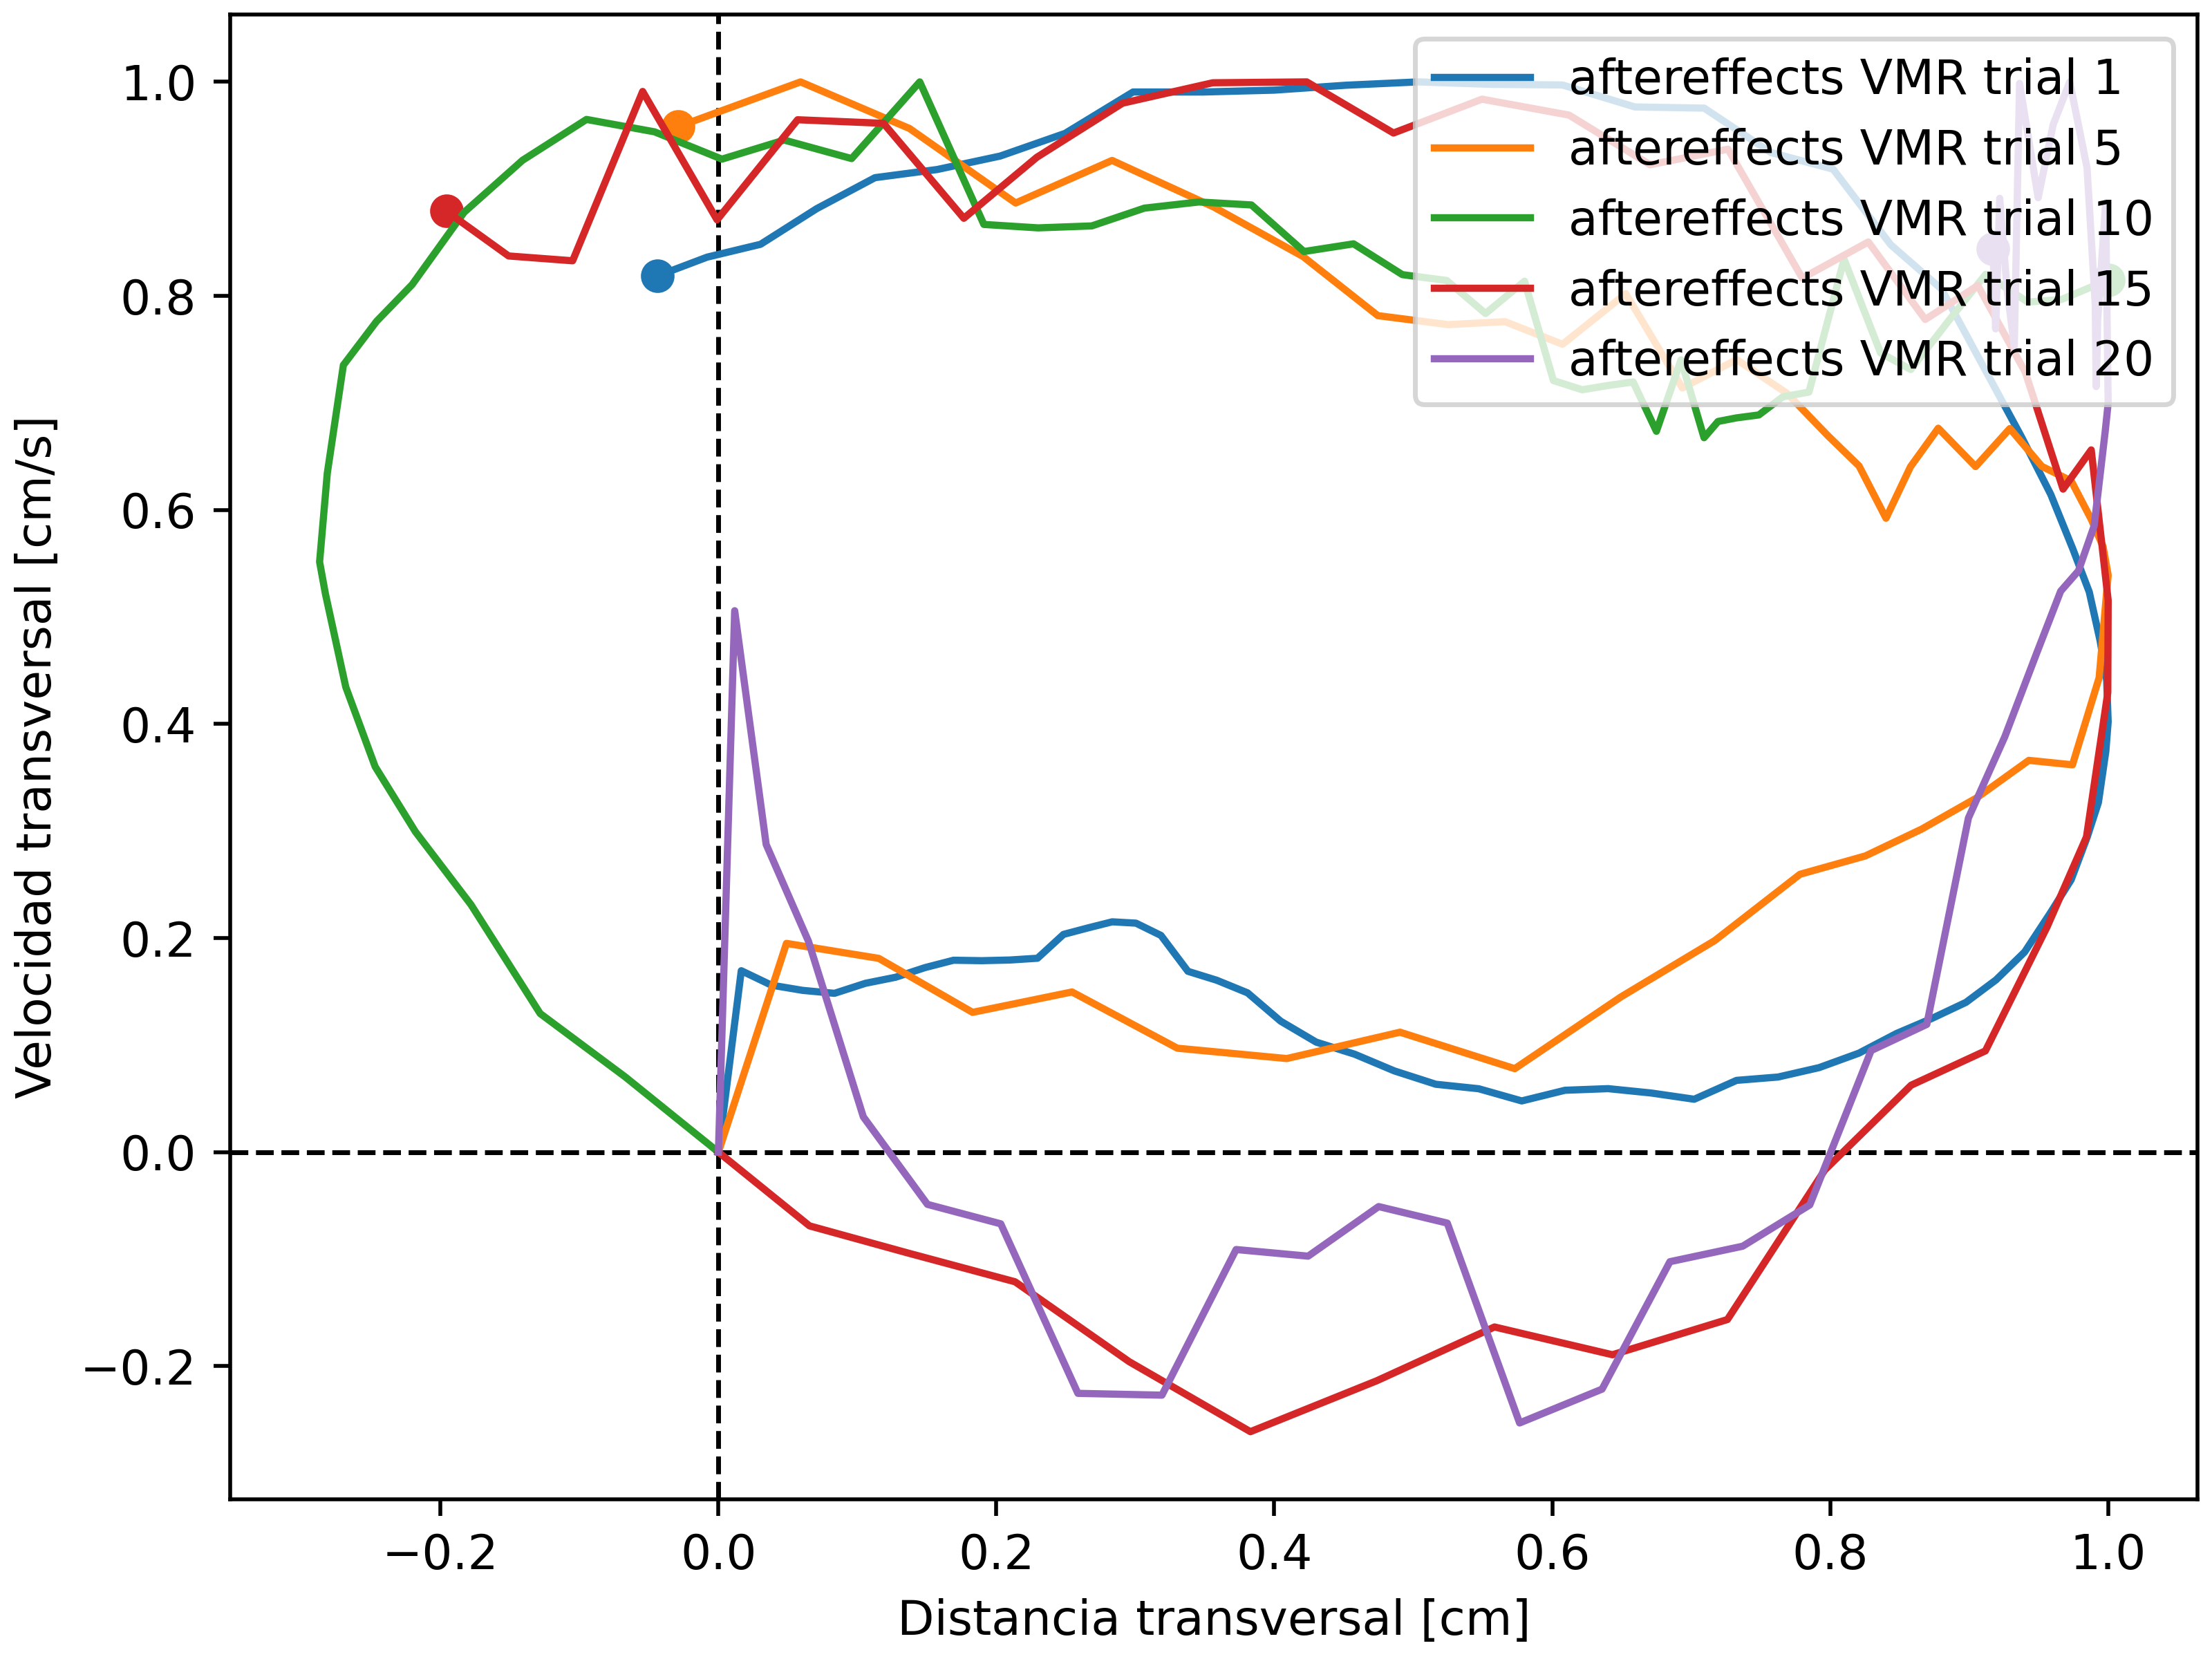 aftereffects VMR trial 1
aftereffects VMR trial 5
aftereffects VMR trial 10
aftereffects VMR trial 15
aftereffects VMR trial 20
Velocidad transversal [cm/s]
1.0
0.8
0.6
0.4
0.2
0.0
−0.2
−0.2
0.0
0.2
0.4
0.6
0.8
1.0
Distancia transversal [cm]